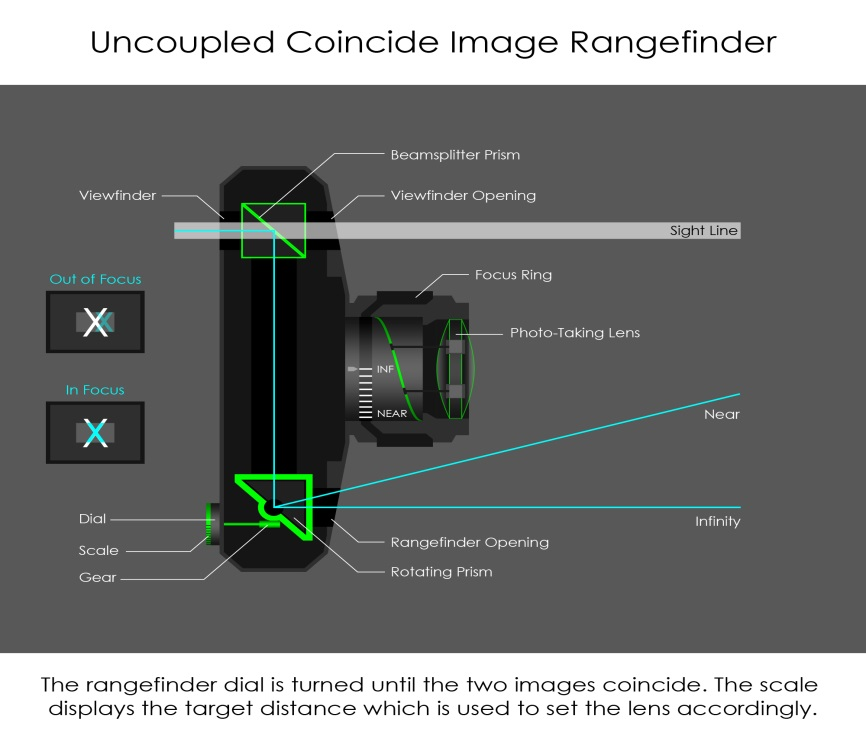 Uncoupled Coincide Image Rangefinder
Beamsplitter Prism
Viewfinder
Viewfinder Opening
Sight Line
Focus Ring
Out of Focus
X X
Photo-Taking Lens
INF
In Focus
NEAR
Near
X
Dial
Infinity
Scale
Rangefinder Opening
Gear
Rotating Prism
The rangefinder dial is turned until the two images coincide. The scale
displays the target distance which is used to set the lens accordingly.